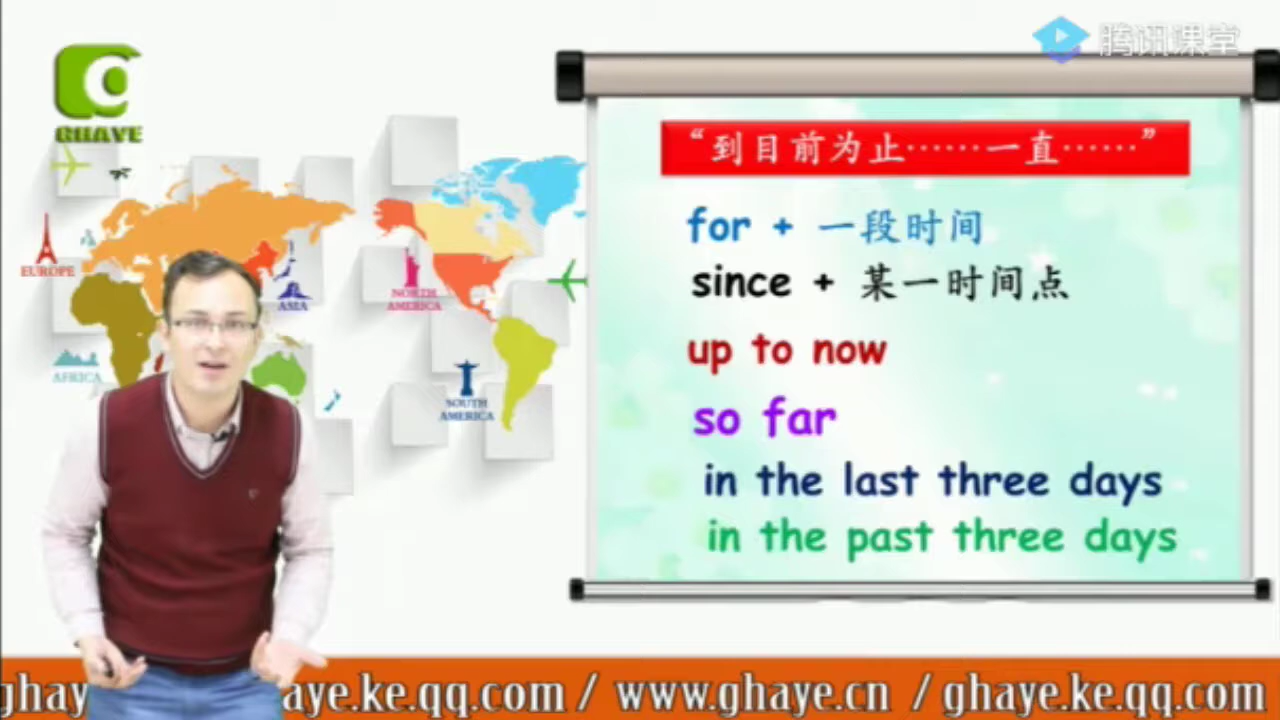 腾讯课堂
GHAYE
“到目前为止……一直……”
for + 一段时间
since + 某一时间点
up to now
so far
in the last three days
in the past three days
EUROPE
ASIA
NORTH
AMERICA
AFRICA
SOUTH
AMERICA
ghay aye.ke.qq.com / www.ghaye.cn / ghaye.ke.qq.com